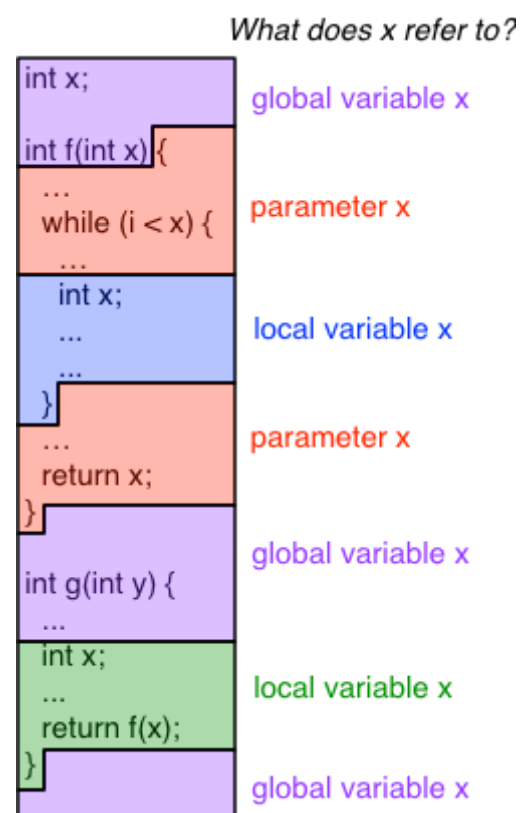 What does x refer to?
int x;
global variable x
int f(int x) {
...
parameter x
while (i < x) {
...
int x;
...
local variable x
...
}
...
parameter x
return x;
}
global variable x
int g(int y) {
...
int x;
...
local variable x
return f(x);
}
global variable x